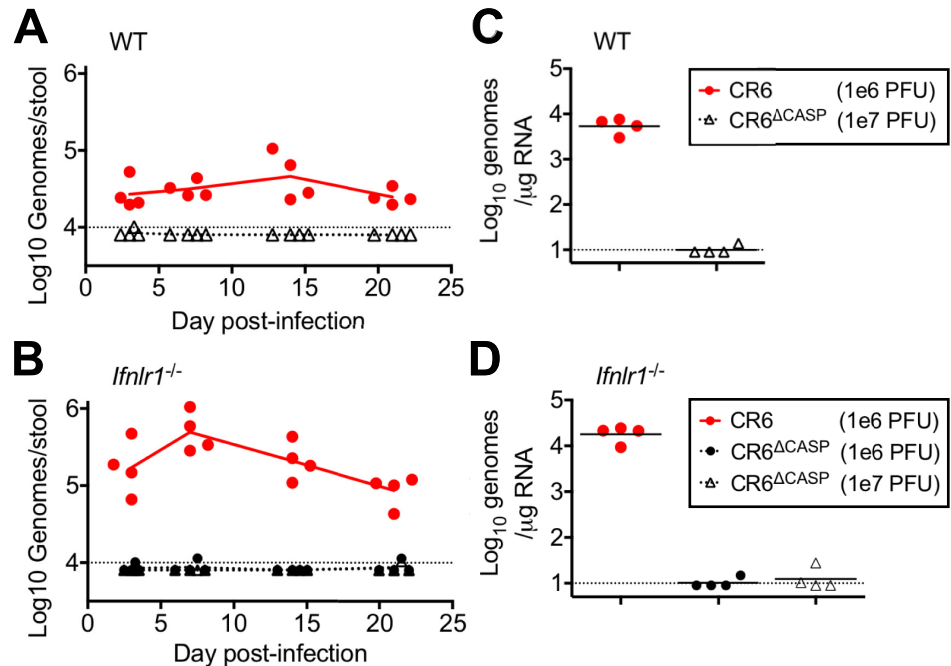 A
WT
Log10 Genomes/stool
6
5
4
0 5 10 15 20 25
Day post-infection
C
WT
Log₁₀ genomes
/µg RNA
5
4
3
2
1
CR6 (1e6 PFU)
CR6ΔCASP (1e7 PFU)
B
Ifnlr1-/-
Log10 Genomes/stool
6
5
4
0 5 10 15 20 25
Day post-infection
D
Ifnlr1-/-
Log₁₀ genomes
/µg RNA
5
4
3
2
1
CR6 (1e6 PFU)
CR6ΔCASP (1e6 PFU)
CR6ΔCASP (1e7 PFU)